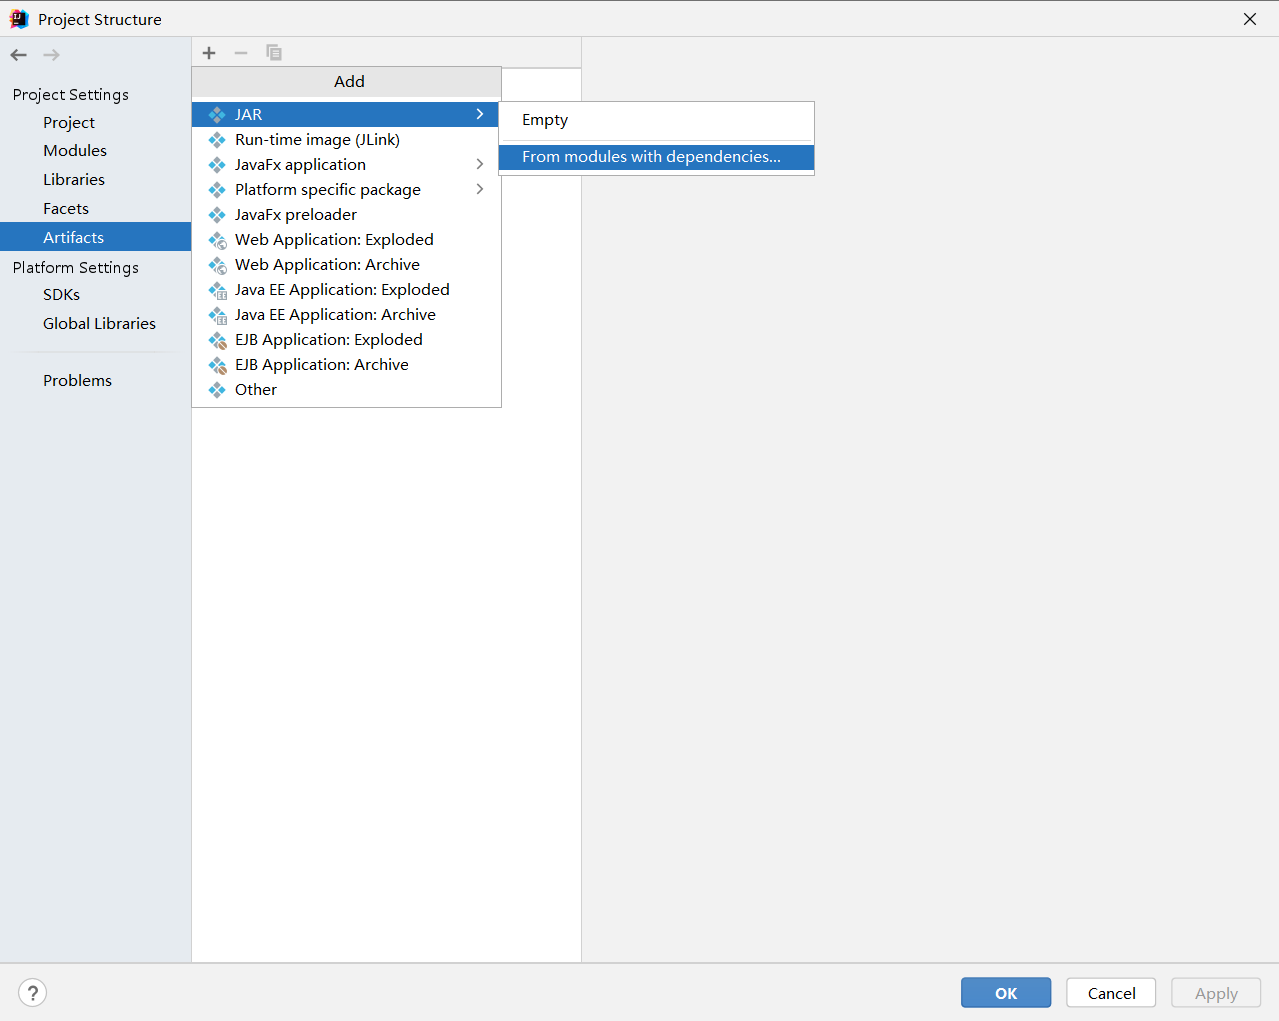 Project Structure
Project Settings
Project
Modules
Libraries
Facets
Artifacts
Platform Settings
SDKs
Global Libraries
Problems
Add
JAR
Run-time image (JLink)
JavaFx application
Platform specific package
JavaFx preloader
Web Application: Exploded
Web Application: Archive
Java EE Application: Exploded
Java EE Application: Archive
EJB Application: Exploded
EJB Application: Archive
Other
Empty
From modules with dependencies...
?
OK
Cancel
Apply